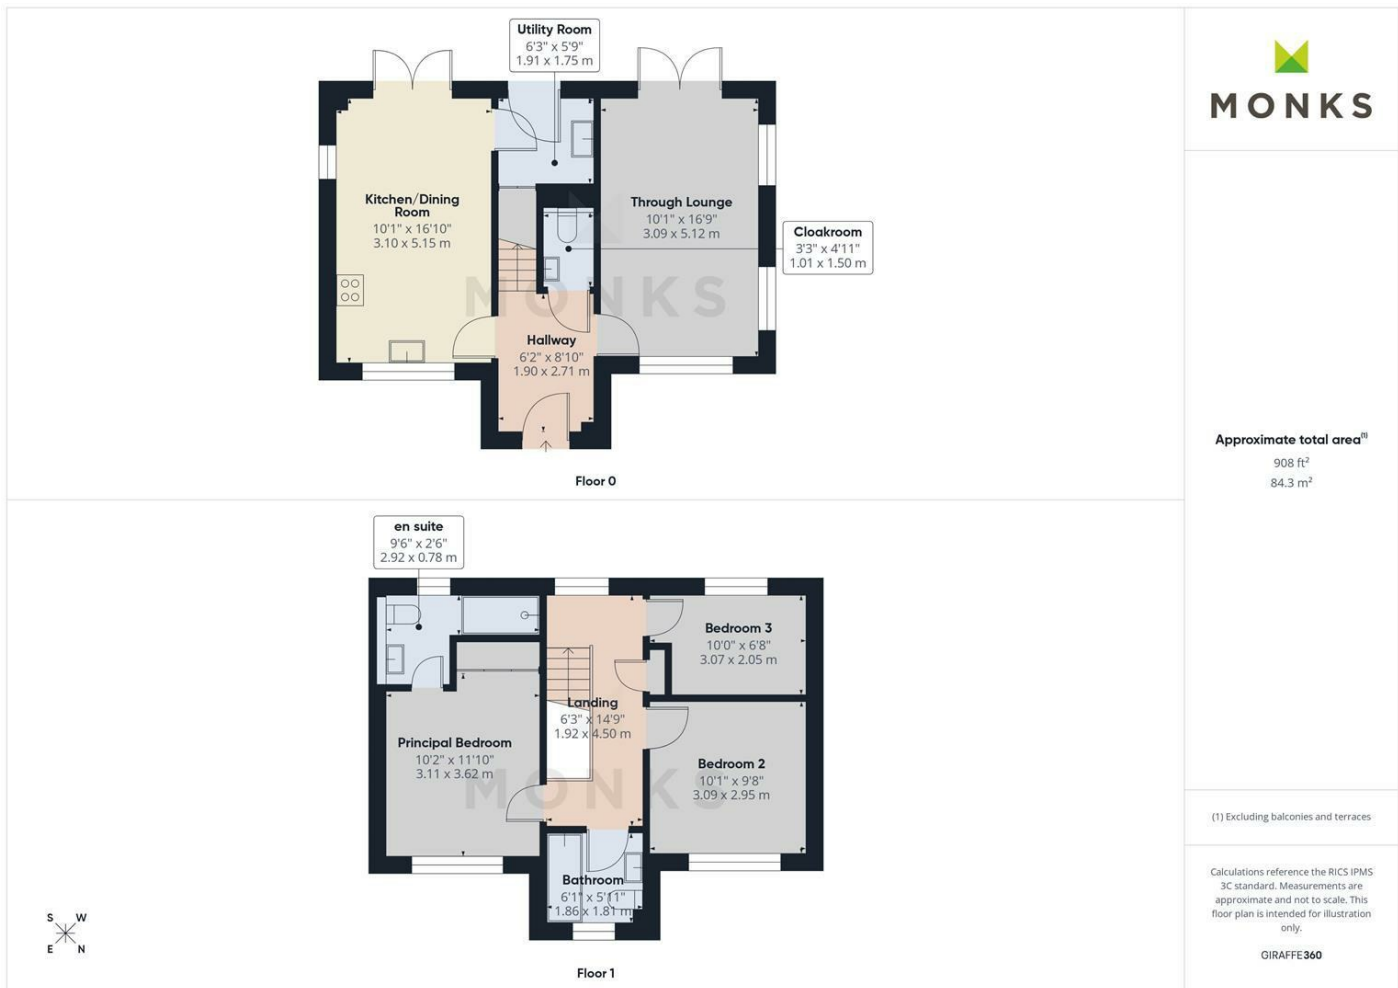 Utility Room
6'3" x 5'9"
1.91 x 1.75 m
Kitchen/Dining
Room
10'1" x 16'10"
3.10 x 5.15 m
Through Lounge
10'1" x 16'9"
3.09 x 5.12 m
Cloakroom
3'3" x 4'11"
1.01 x 1.50 m
MONKS
Hallway
6'2" x 8'10"
1.90 x 2.71 m
Floor 0
en suite
9'6" x 2'6"
2.92 x 0.78 m
Bedroom 3
10'0" x 6'8"
3.07 x 2.05 m
Landing
6'3" x 14'9"
1.92 x 4.50 m
Principal Bedroom
10'2" x 11'10"
3.11 x 3.62 m
Bedroom 2
10'1" x 9'8"
3.09 x 2.95 m
MONKS
Bathroom
6'1" x 5'11"
1.86 x 1.81 m
S W
E N
Floor 1
MONKS
Approximate total area(1)
908 ft²
84.3 m²
(1) Excluding balconies and terraces
Calculations reference the RICS IPMS
3C standard. Measurements are
approximate and not to scale. This
floor plan is intended for illustration
only.
GIRAFFE360